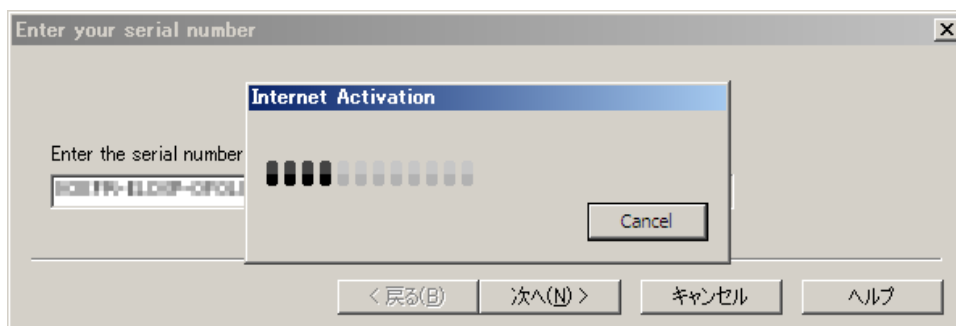 Enter your serial number
Internet Activation
Enter the serial number
Cancel
< 戻る(B)
次へ(N) >
キャンセル
ヘルプ